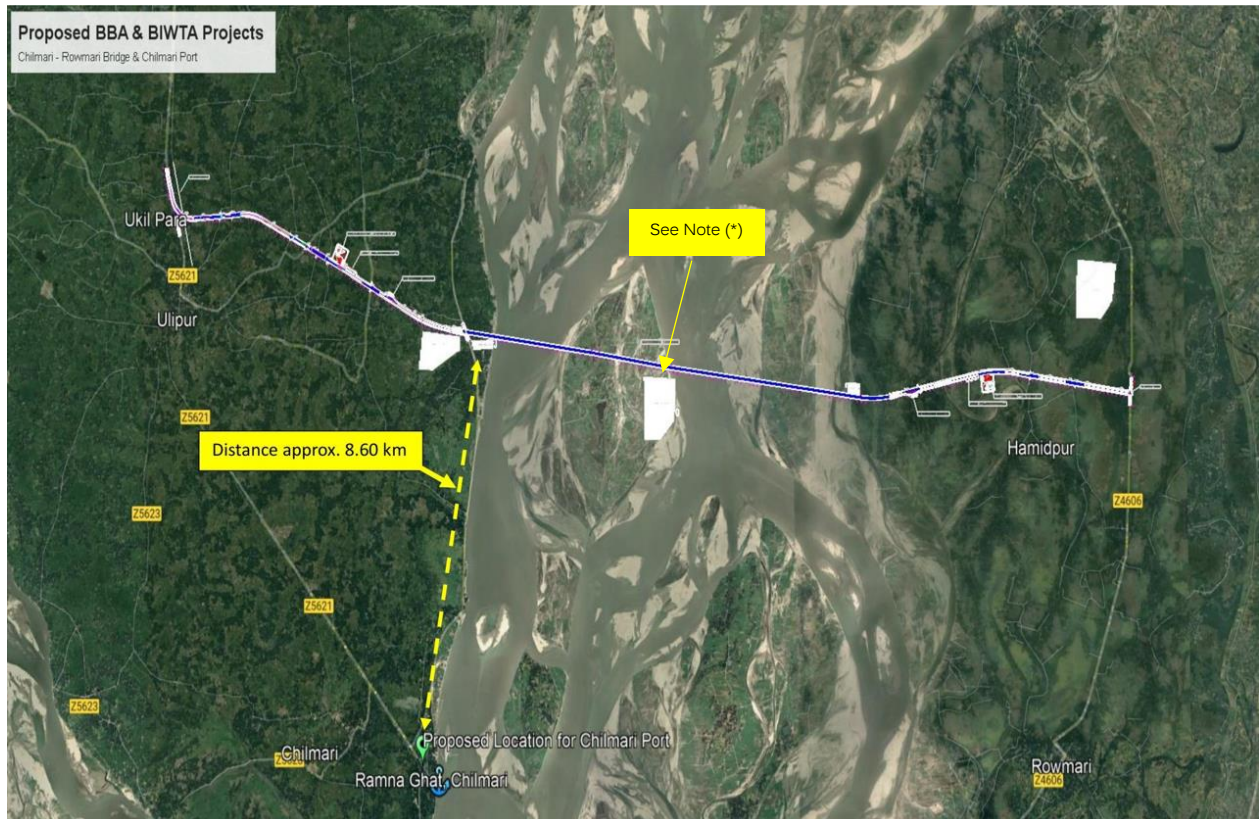 Proposed BBA & BIWTA Projects
Chilmari - Rowmari Bridge & Chilmari Port
See Note (*)
Ukil Para
Z5621
Ulipur
Z5621
Distance approx. 8.60 km
Hamidpur
Z4606
Z5623
Z5621
Z5623
Proposed Location for Chilmari Port
Chilmari
Ramna Ghat, Chilmari
Rowmari
Z4606